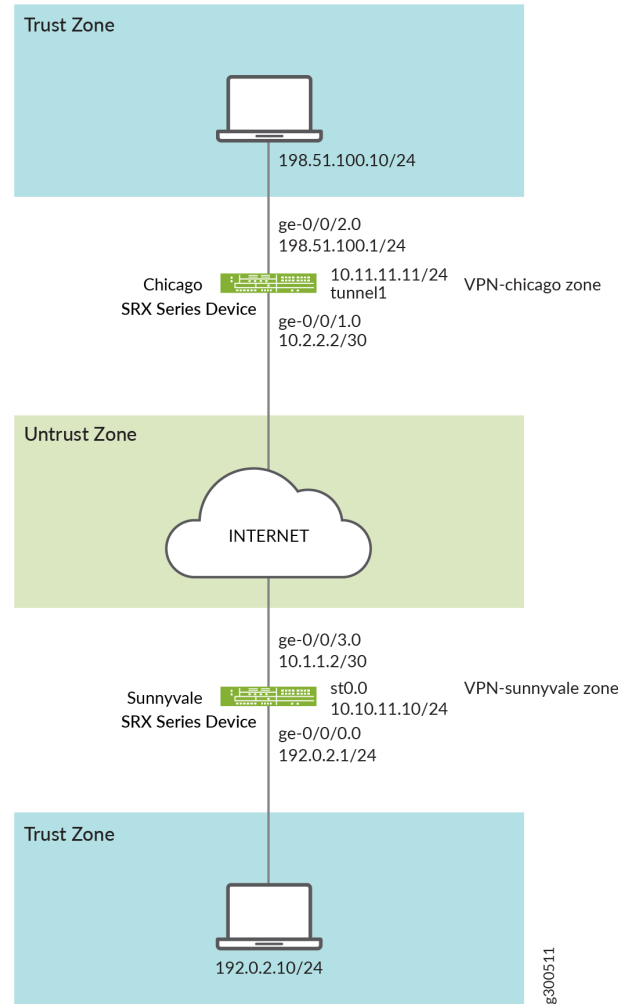 Trust Zone
198.51.100.10/24
ge-0/0/2.0
198.51.100.1/24
Chicago
SRX Series Device
10.11.11.11/24
tunnel1
VPN-chicago zone
ge-0/0/1.0
10.2.2.2/30
Untrust Zone
INTERNET
ge-0/0/3.0
10.1.1.2/30
Sunnyvale
SRX Series Device
st0.0
10.10.11.10/24
VPN-sunnyvale zone
ge-0/0/0.0
192.0.2.1/24
Trust Zone
192.0.2.10/24
g300511